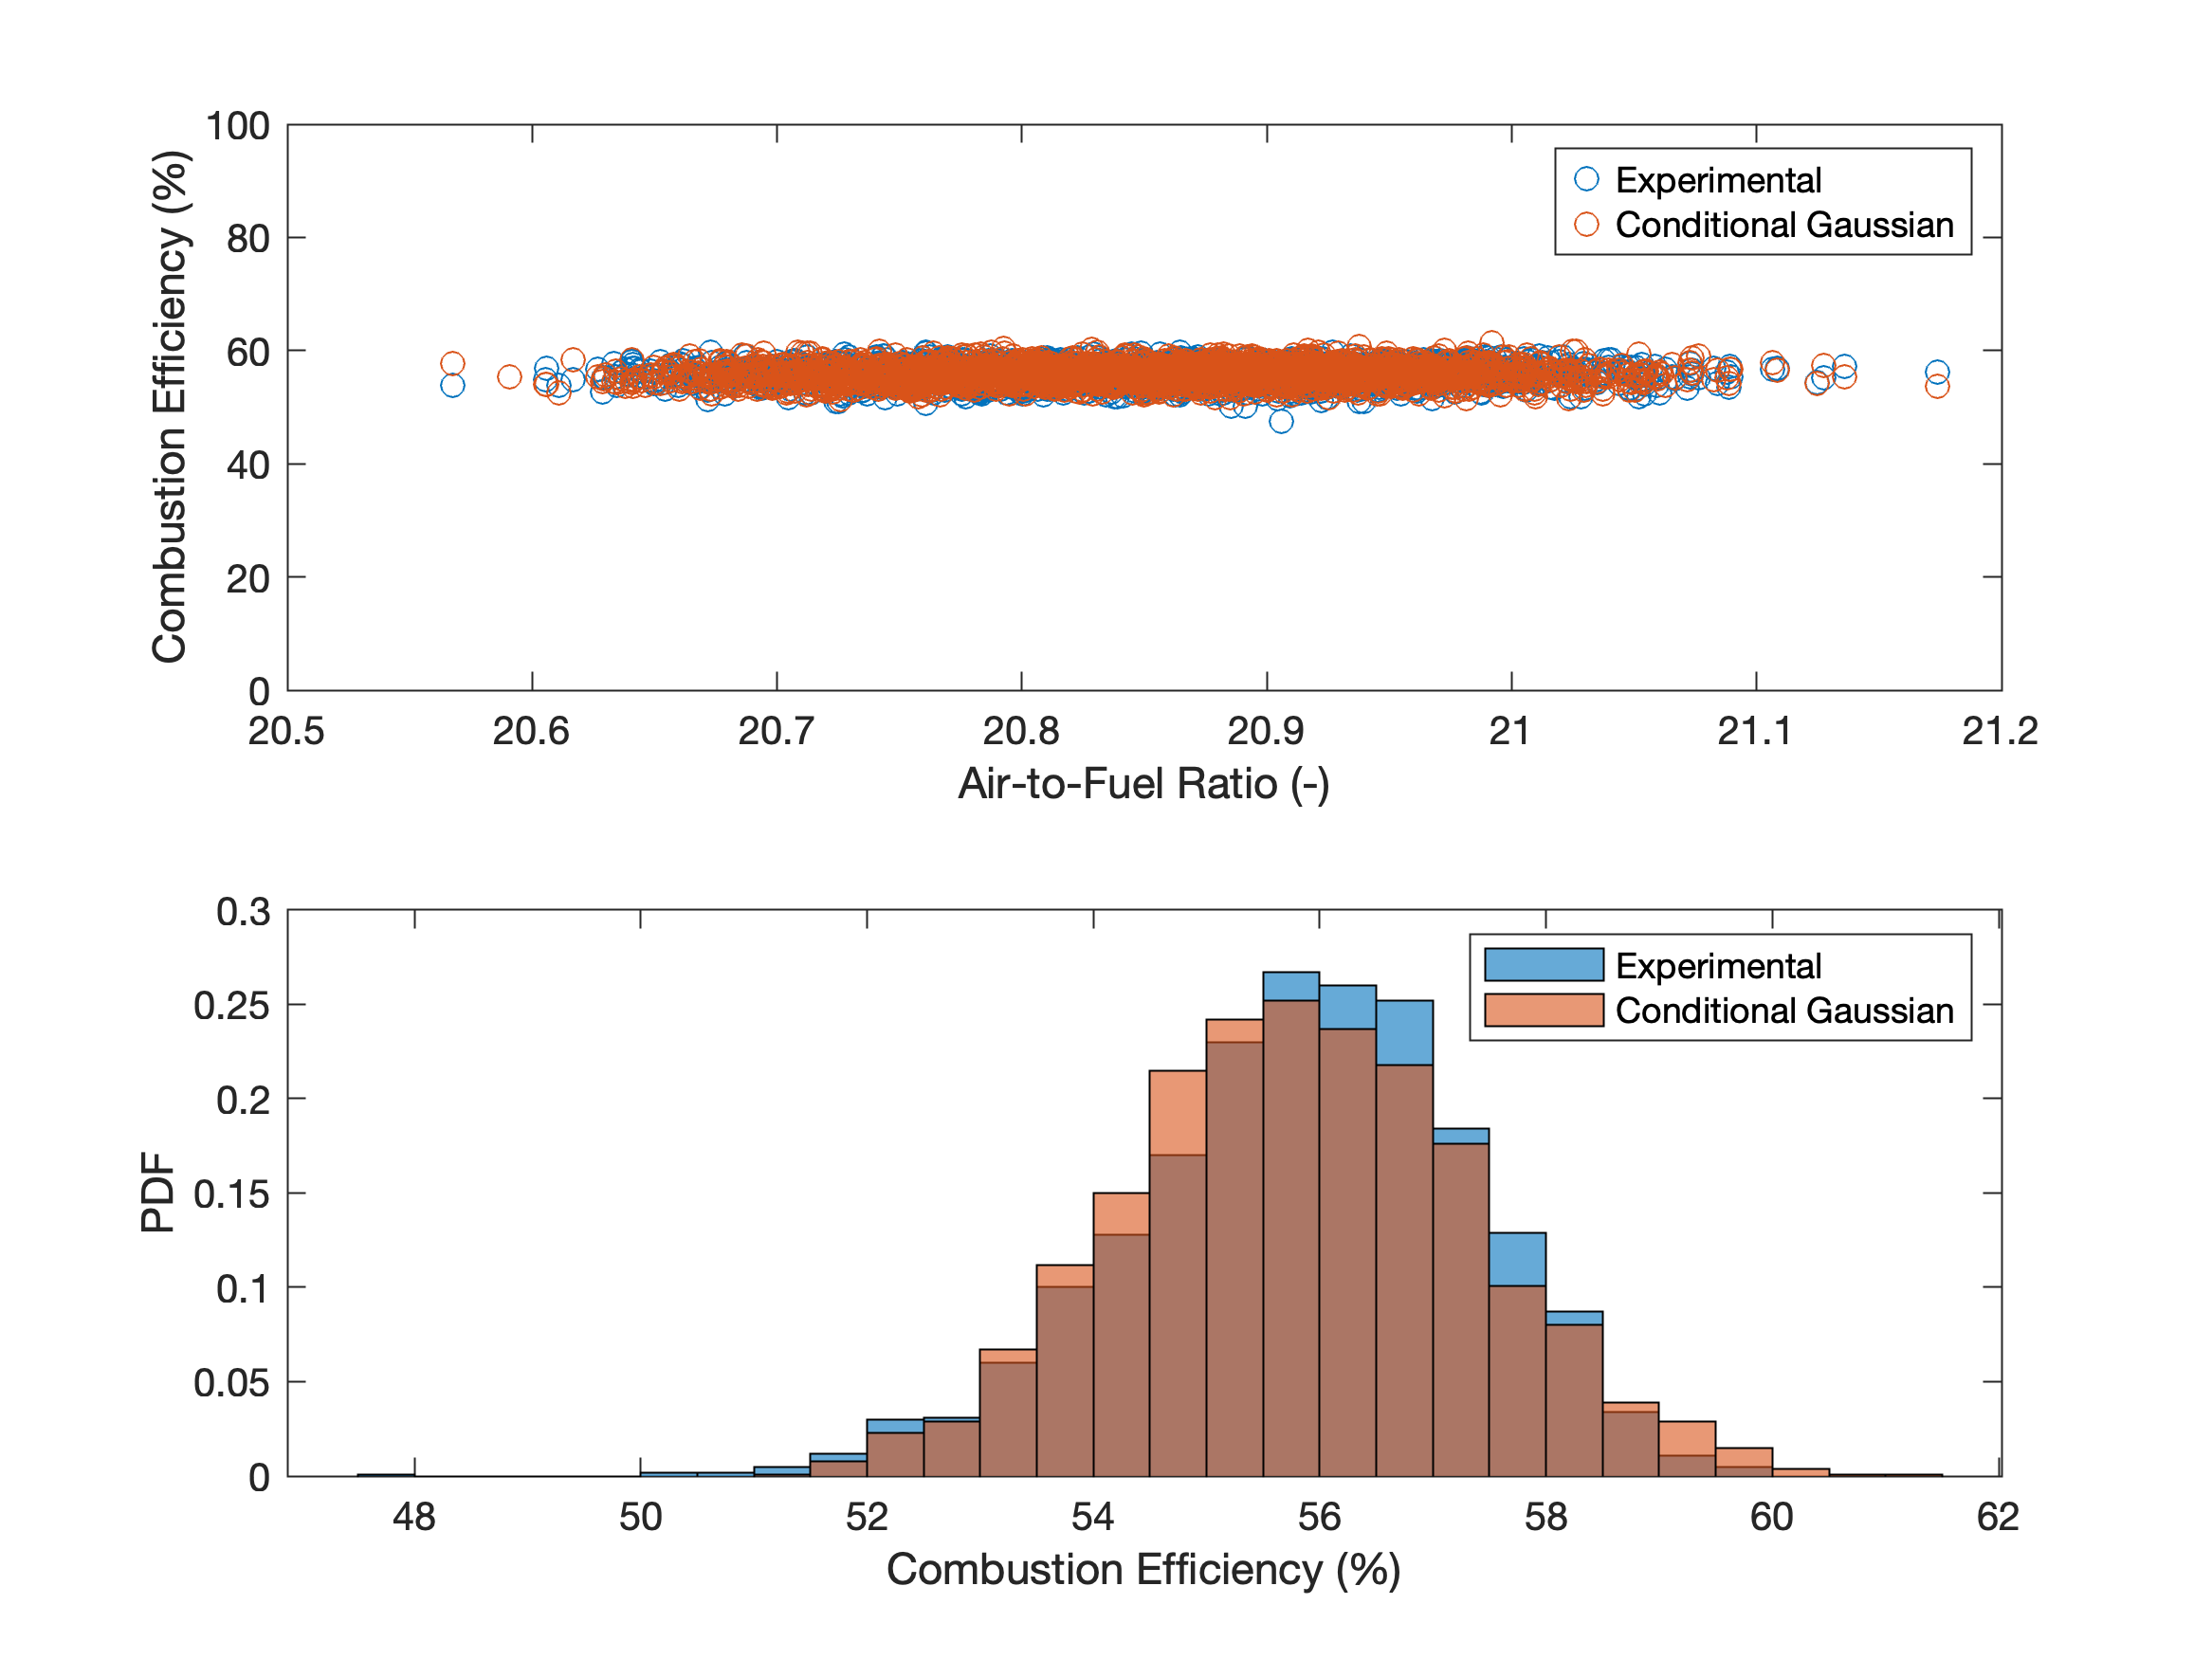 100
80
60
40
20
0
Combustion Efficiency (%)
Experimental
Conditional Gaussian
20.5 20.6 20.7 20.8 20.9 21 21.1 21.2
Air-to-Fuel Ratio (-)
0.3
0.25
0.2
0.15
0.1
0.05
0
PDF
Experimental
Conditional Gaussian
48 50 52 54 56 58 60 62
Combustion Efficiency (%)